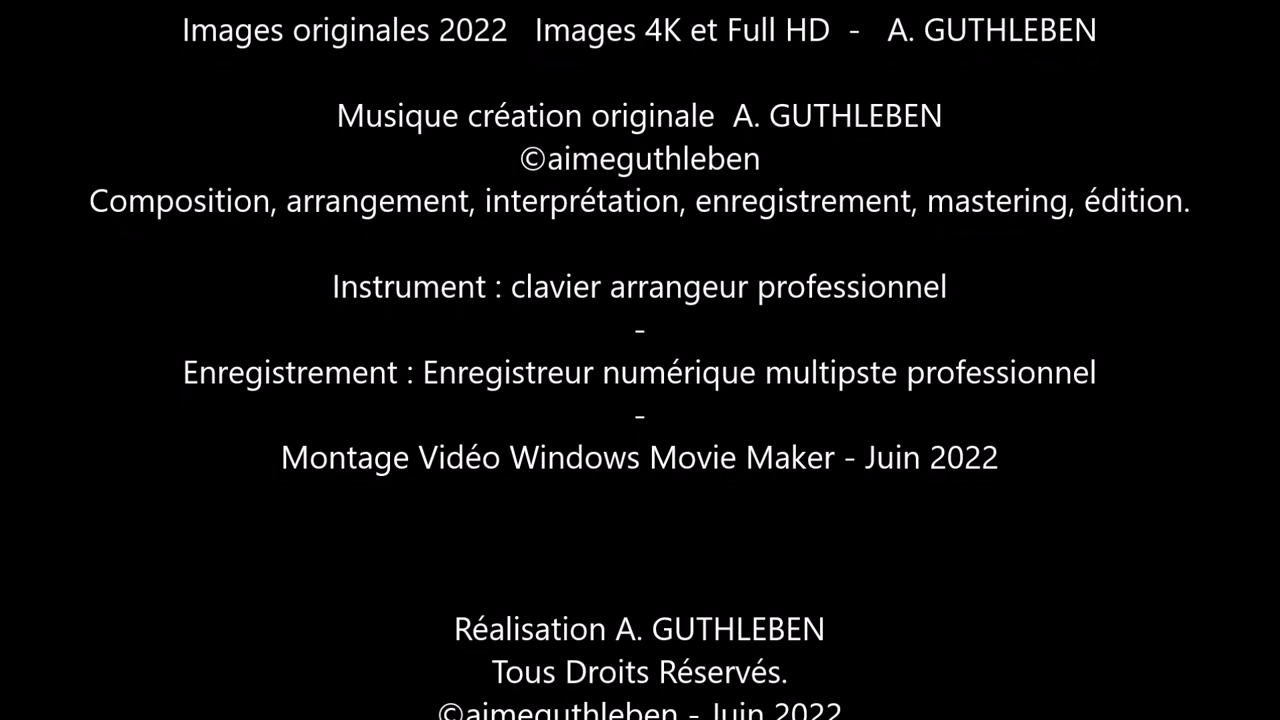 Images originales 2022   Images 4K et Full HD  -   A. GUTHLEBEN
Musique création originale  A. GUTHLEBEN
©aimeguthleben
Composition, arrangement, interprétation, enregistrement, mastering, édition.
Instrument : clavier arrangeur professionnel
-
Enregistrement : Enregistreur numérique multipste professionnel
-
Montage Vidéo Windows Movie Maker - Juin 2022
Réalisation A. GUTHLEBEN
Tous Droits Réservés.
©aimeguthleben - Juin 2022